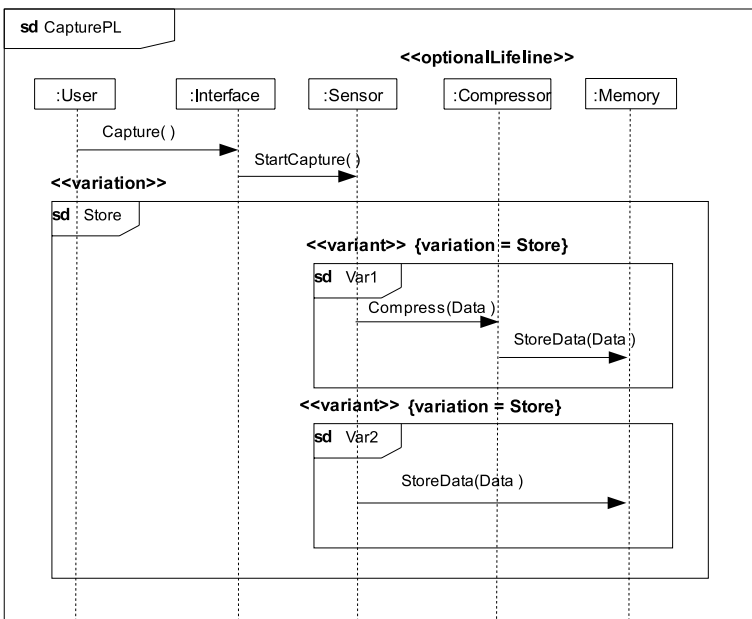 sd CapturePL
<<optionalLifeline>>
:User :Interface :Sensor :Compressor :Memory
Capture( )
StartCapture( )
<<variation>>
sd Store
<<variant>> {variation = Store}
sd Var1
Compress(Data )
StoreData(Data )
<<variant>> {variation = Store}
sd Var2
StoreData(Data )